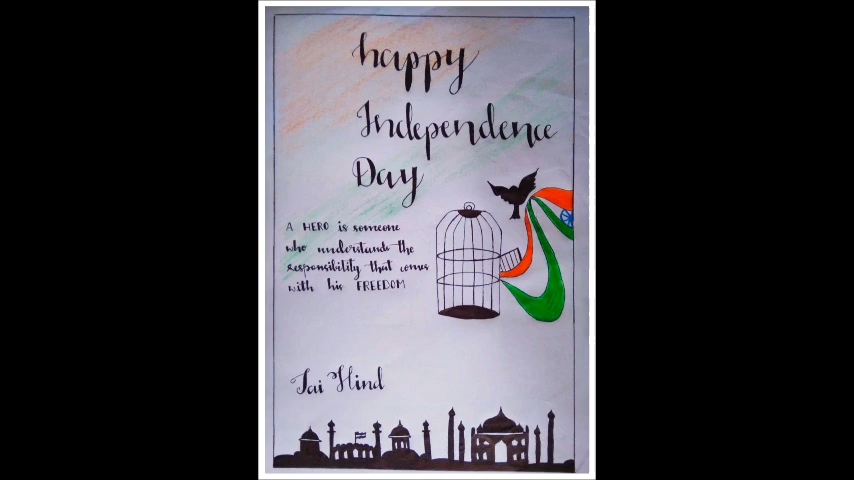 happy
Independence
Day
A HERO is someone
who understands the
responsibility that comes
with his FREEDOM
Jai Hind